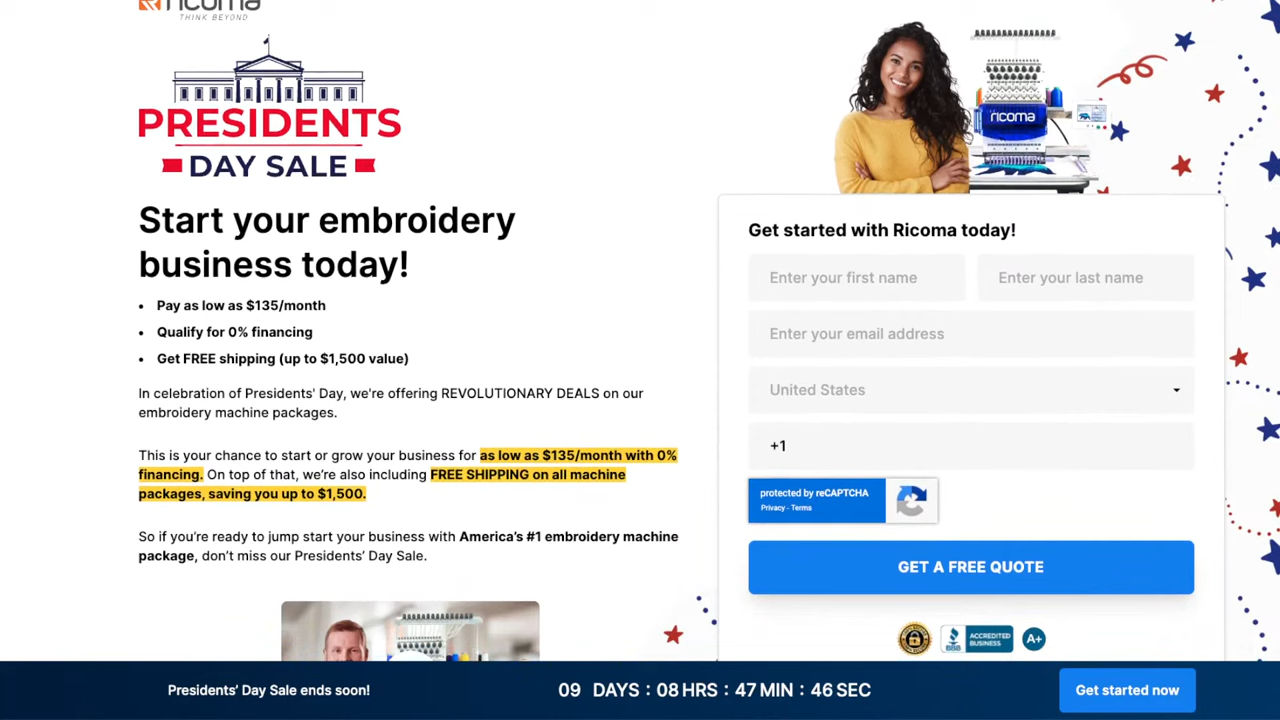 ricoma
THINK BEYOND
PRESIDENTS
DAY SALE
Start your embroidery
business today!
• Pay as low as $135/month
• Qualify for 0% financing
• Get FREE shipping (up to $1,500 value)
In celebration of Presidents' Day, we're offering REVOLUTIONARY DEALS on our
embroidery machine packages.
This is your chance to start or grow your business for as low as $135/month with 0%
financing. On top of that, we’re also including FREE SHIPPING on all machine
packages, saving you up to $1,500.
So if you’re ready to jump start your business with America’s #1 embroidery machine
package, don’t miss our Presidents’ Day Sale.
ricoma
Get started with Ricoma today!
Enter your first name
Enter your last name
Enter your email address
United States
+1
protected by reCAPTCHA
Privacy - Terms
GET A FREE QUOTE
BBB
ACCREDITED
BUSINESS
A+
Presidents’ Day Sale ends soon!
09 DAYS : 08 HRS : 47 MIN : 46 SEC
Get started now